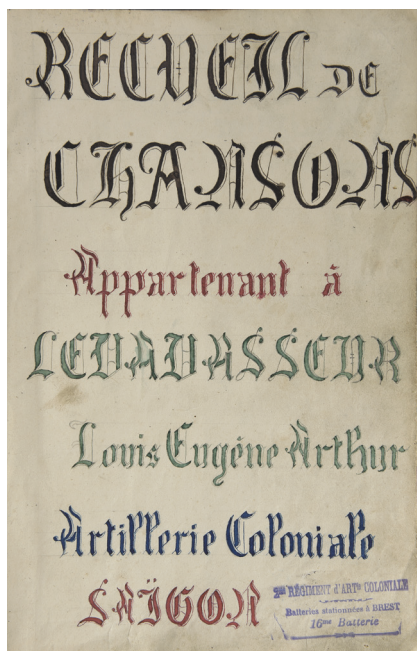 RECUEIL DE
CHANSONS
Appartenant à
LEVAVASSEUR
Louis Eugène Arthur
Artillerie Coloniale
SAÏGON
2e RÉGIMENT d'ARTie COLONIALE
Batteries stationnées à BREST
16me Batterie